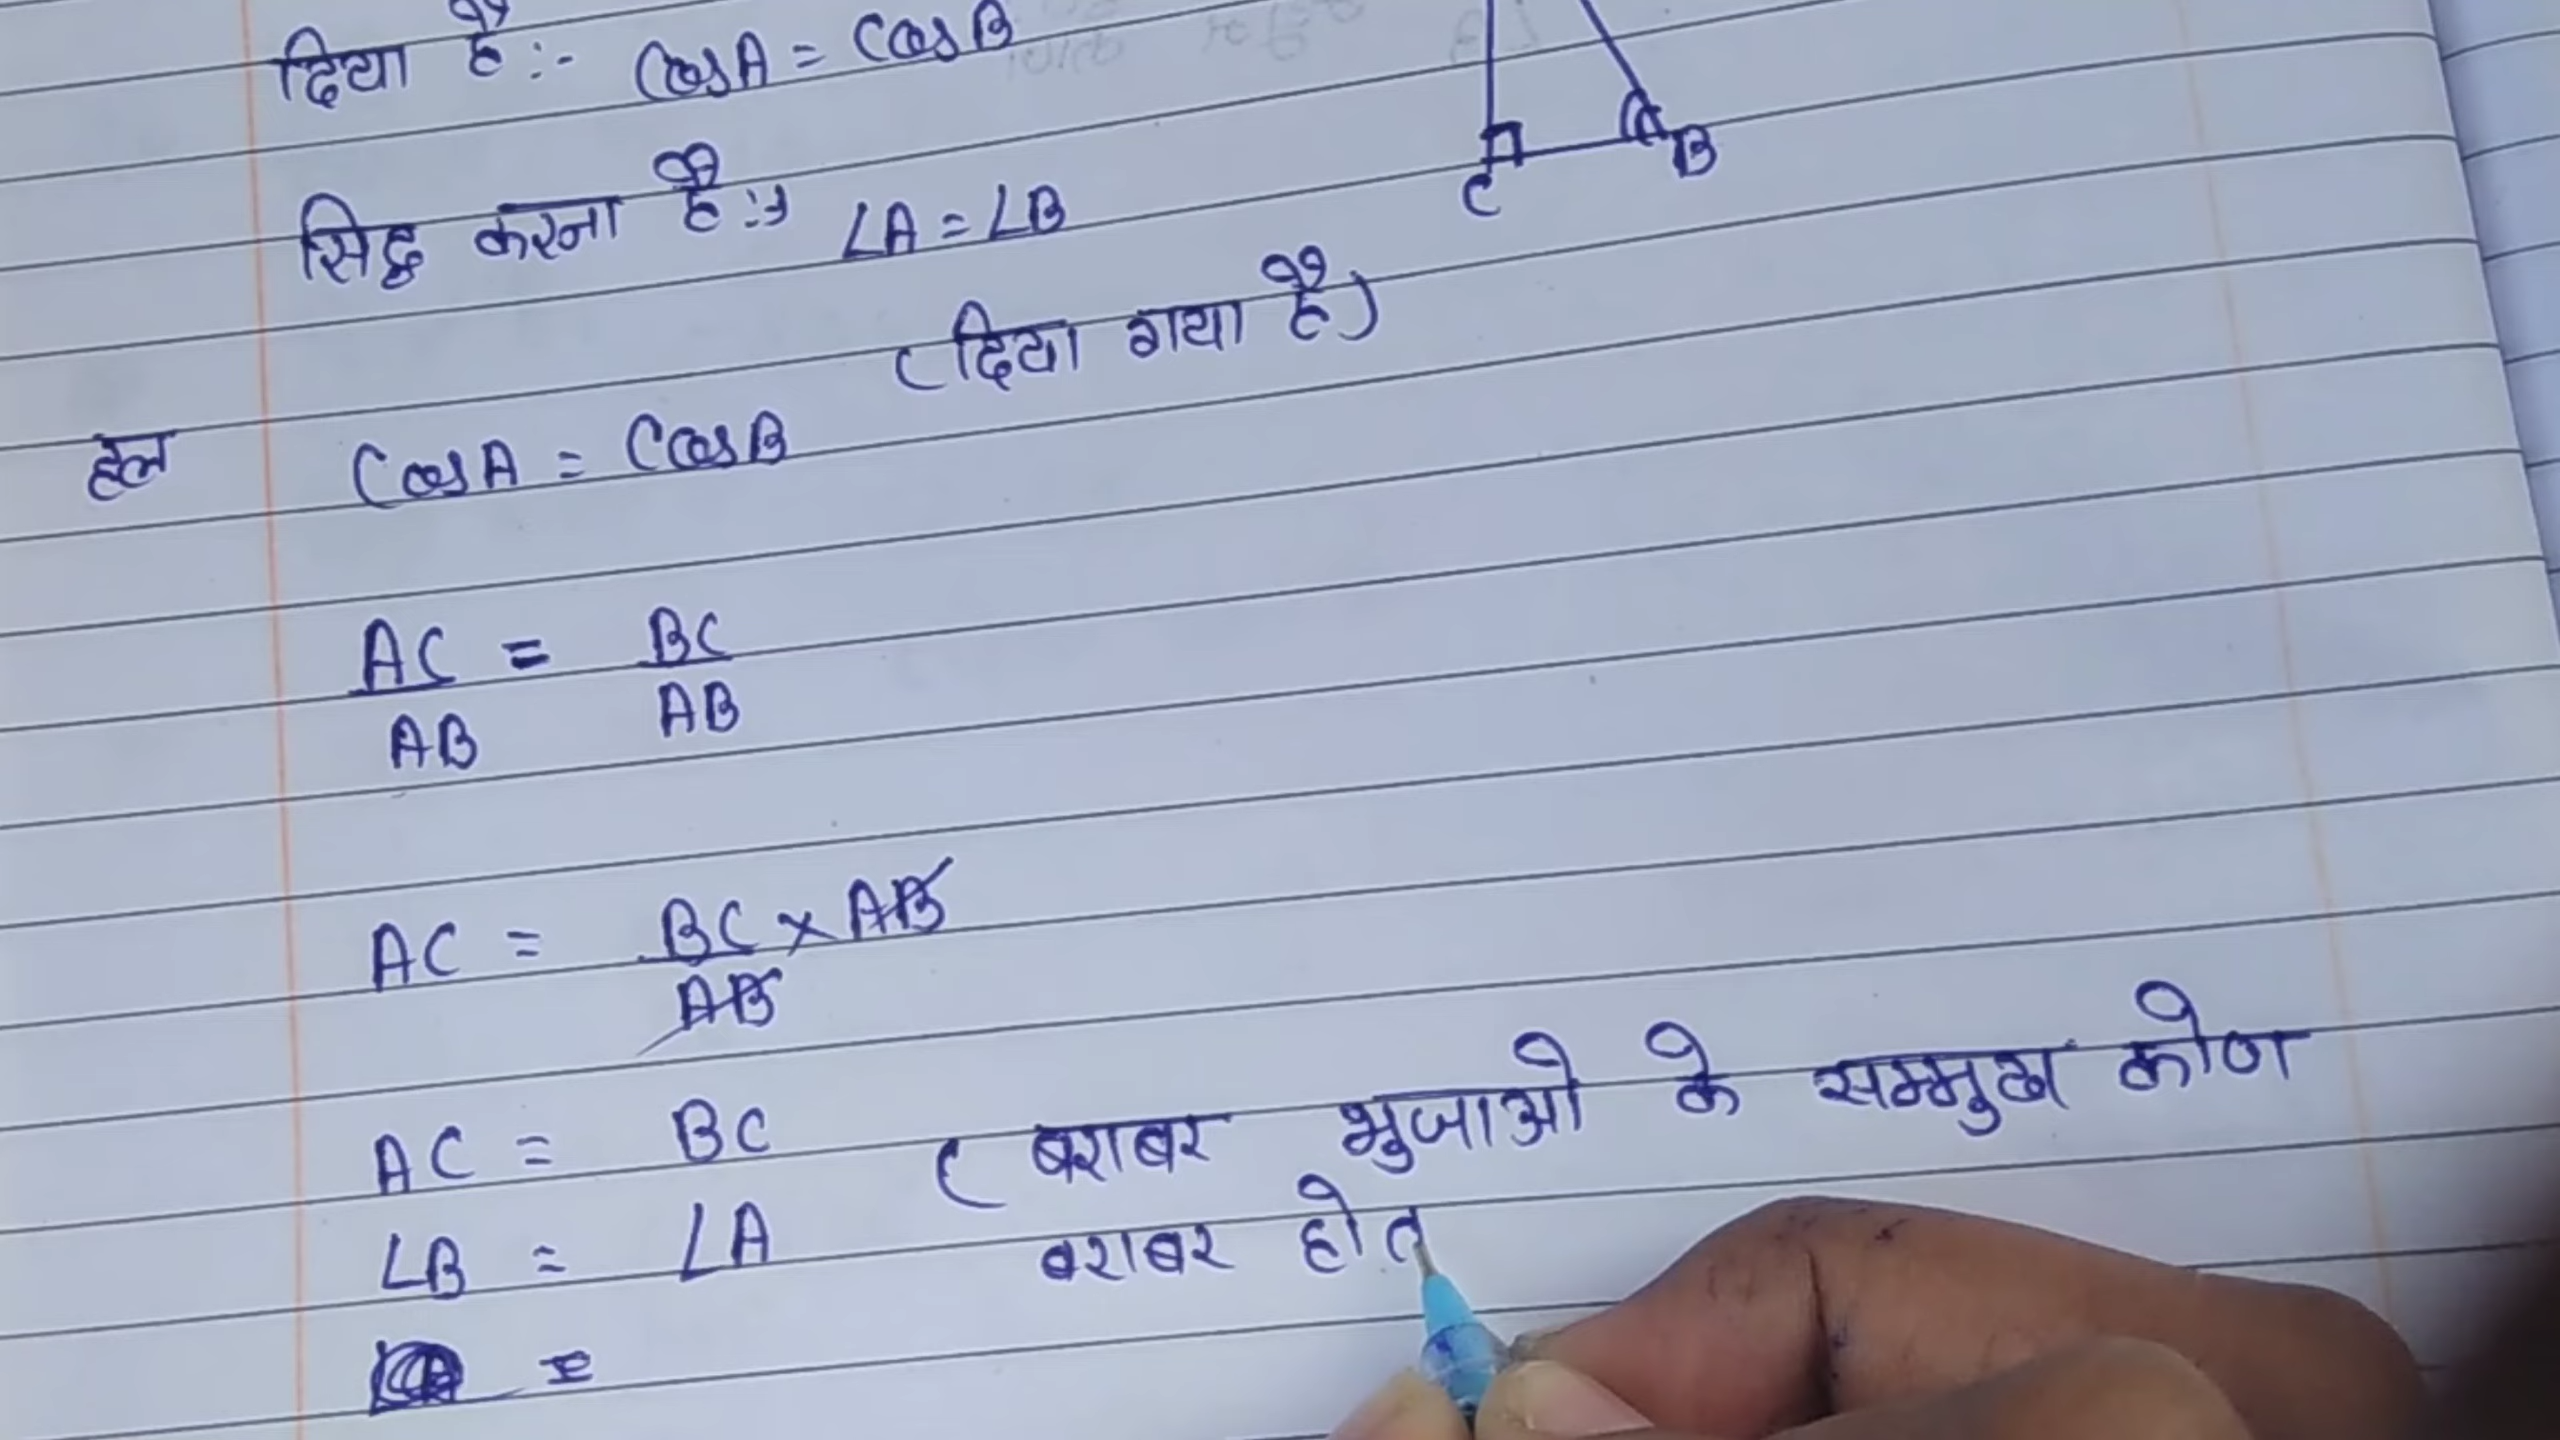 दिया है :- CosA = CosB
C B
सिद्ध करना है :- ∠A = ∠B
(दिया गया है)
हल CosA = CosB
AC = BC
AB AB
AC = BC × AB
AB
AC = BC ( बराबर भुजाओ के सम्मुख कोण
∠B = ∠A बराबर होत
=